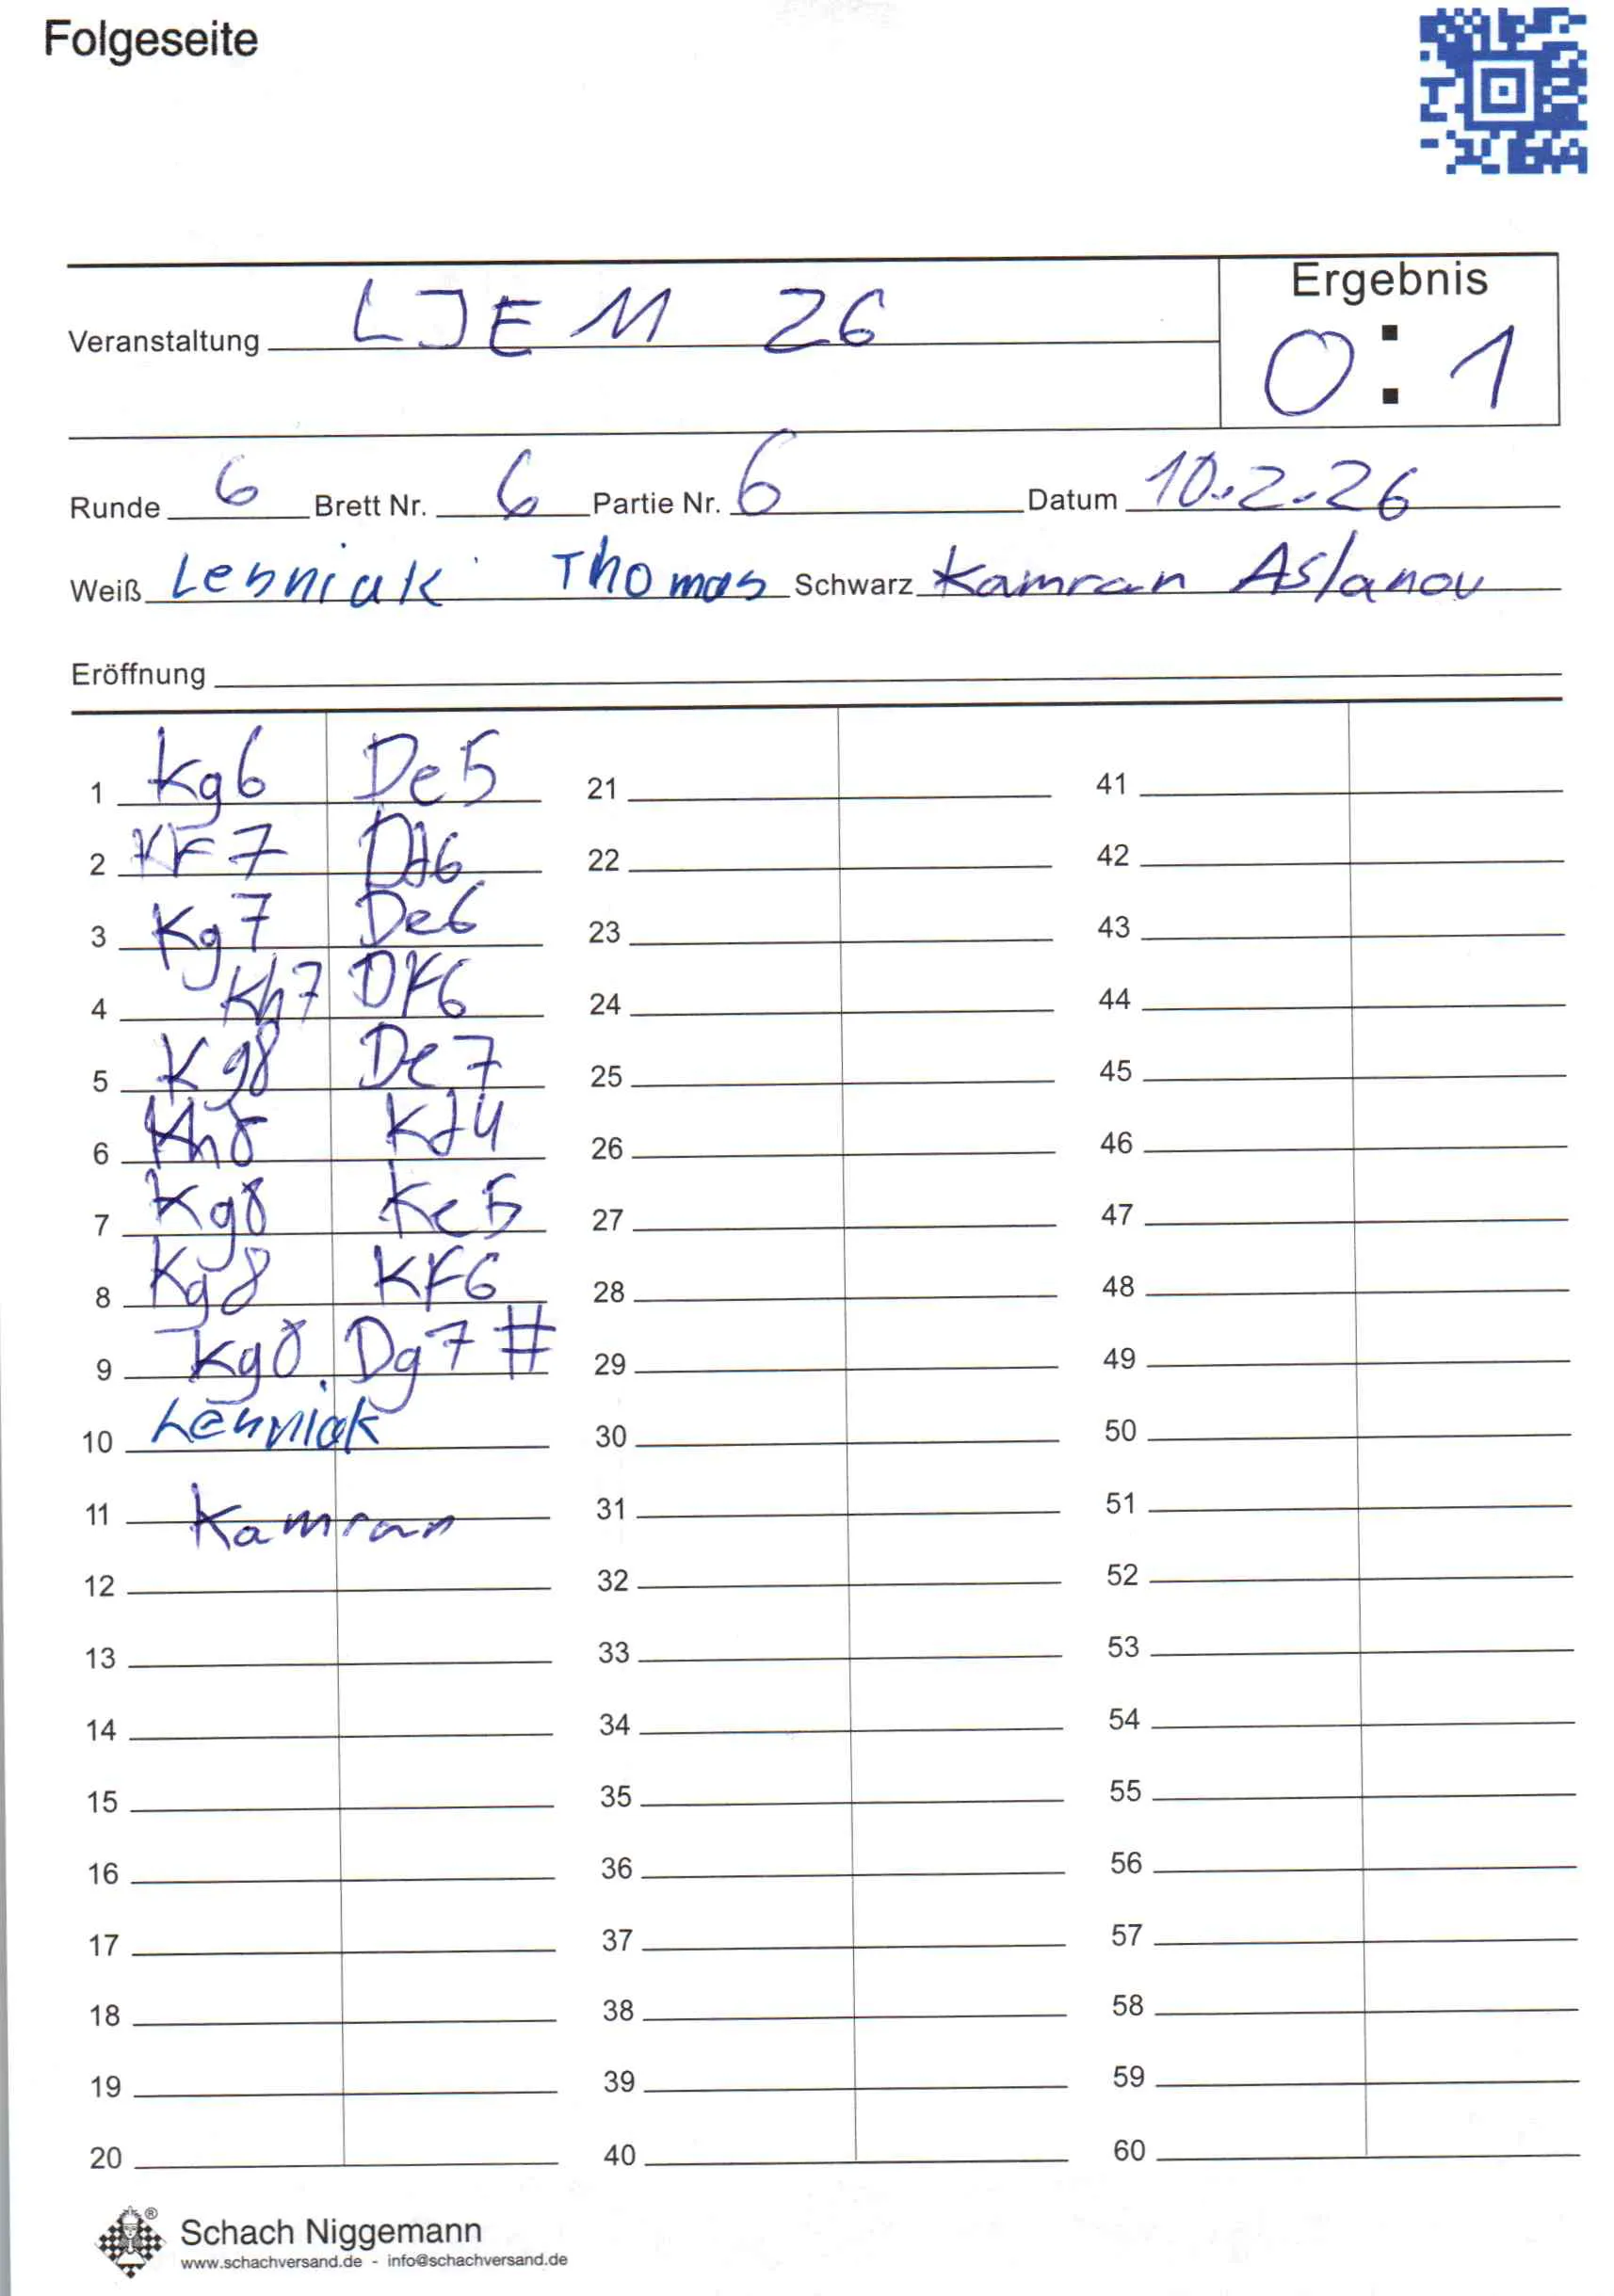 Folgeseite
Ergebnis
Veranstaltung LJEM 26
0 : 1
Runde 6 Brett Nr. 6 Partie Nr. 6 Datum 10.2.26
Weiß Lesniak Thomas Schwarz Kamran Aslanov
Eröffnung
1 Kg6 De5 21 41
2 KF7 Dd6 22 42
3 Kg7 De6 23 43
4 Kh7 DF6 24 44
5 Kg8 De7 25 45
6 Kh8 Kd4 26 46
7 Kg8 Ke5 27 47
8 Kg8 KF6 28 48
9 Kg8. Dg7# 29 49
10 Lesniak 30 50
11 Kamran 31 51
12 32 52
13 33 53
14 34 54
15 35 55
16 36 56
17 37 57
18 38 58
19 39 59
20 40 60
Schach Niggemann ®
www.schachversand.de - info@schachversand.de